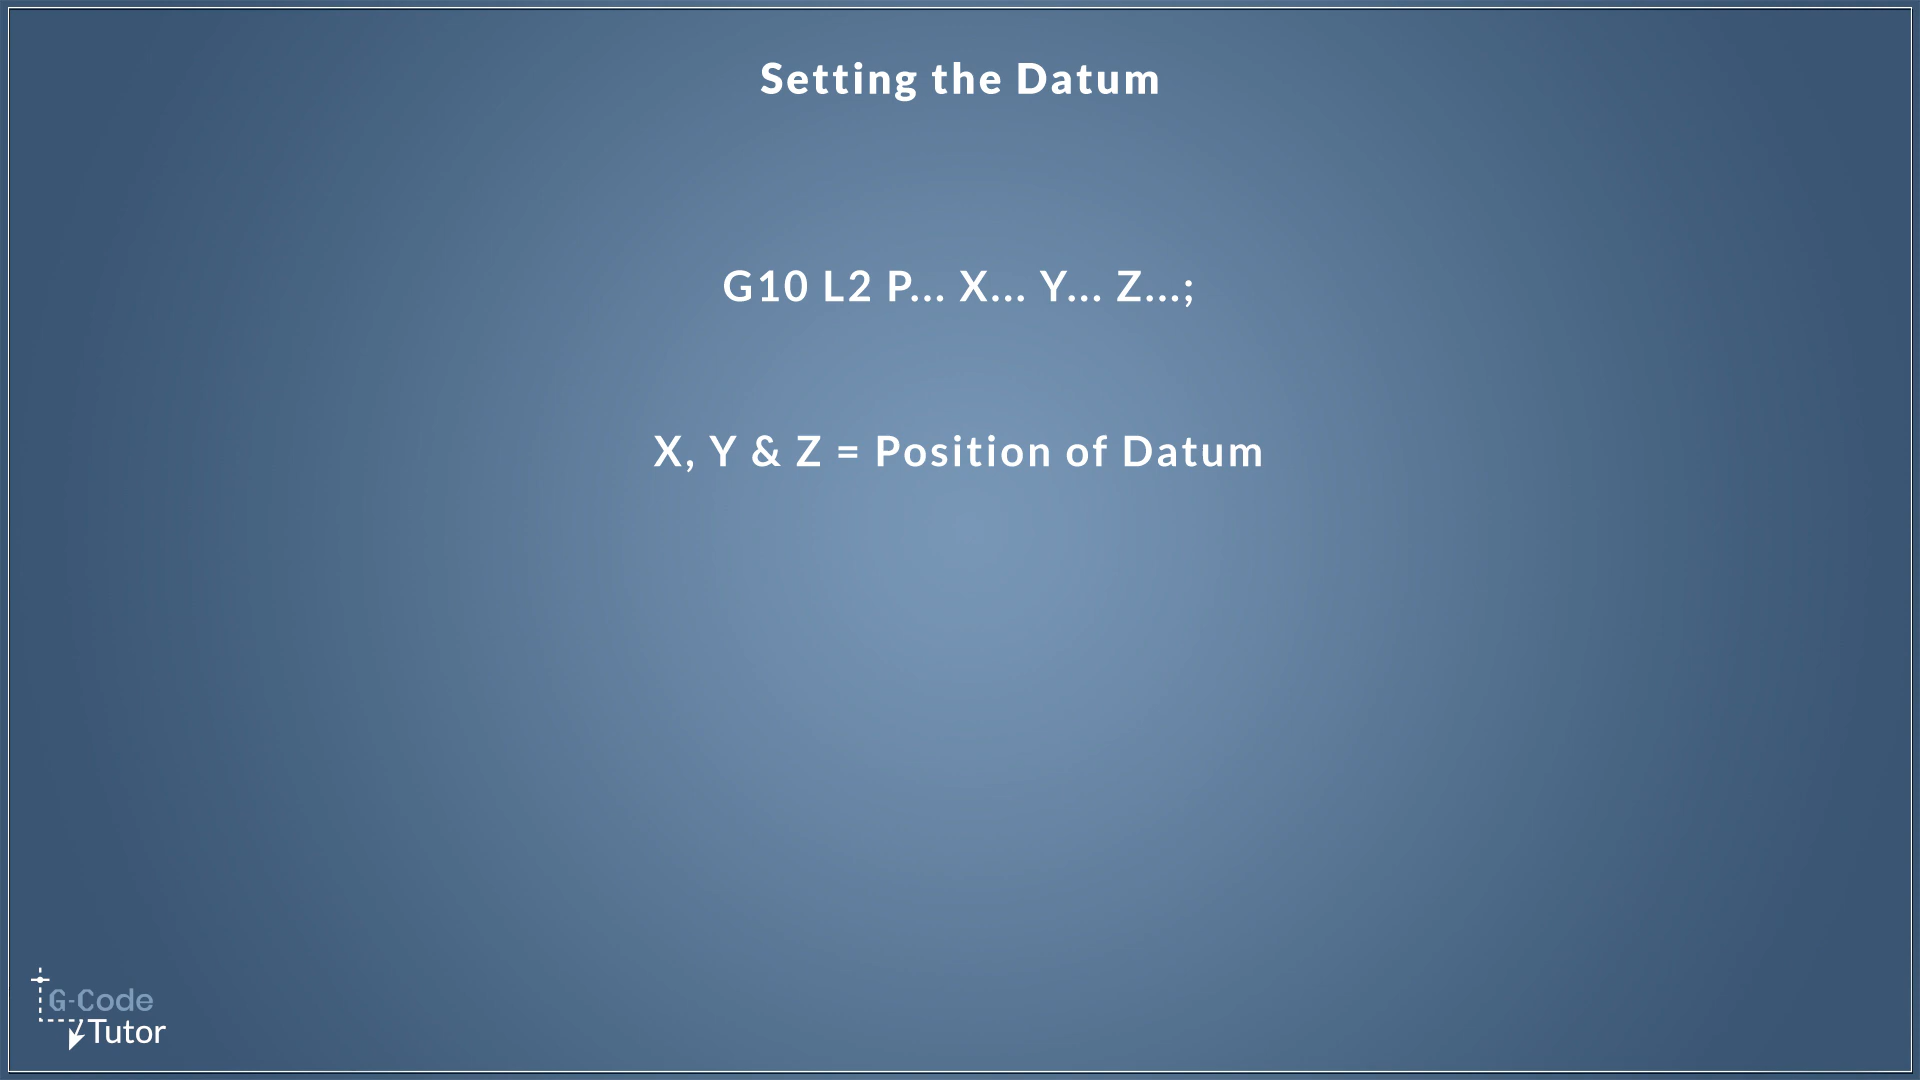 Setting the Datum
G10 L2 P... X... Y... Z...;
X, Y & Z = Position of Datum
G-Code
Tutor